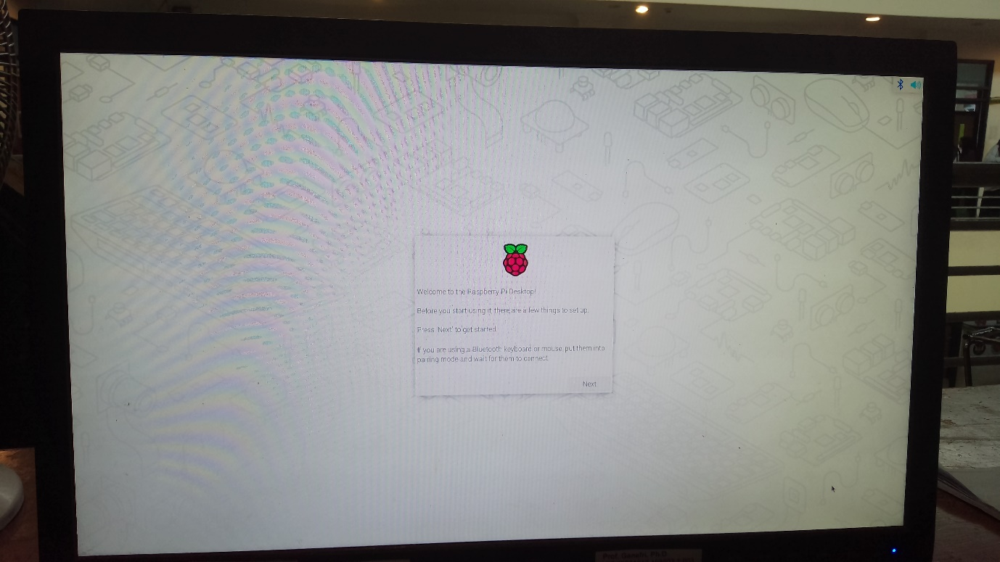 Welcome to the Raspberry Pi Desktop!
Before you start using it, there are a few things to set up.
Press 'Next' to get started.
If you are using a Bluetooth keyboard or mouse, put them into
pairing mode and wait for them to connect.
Next